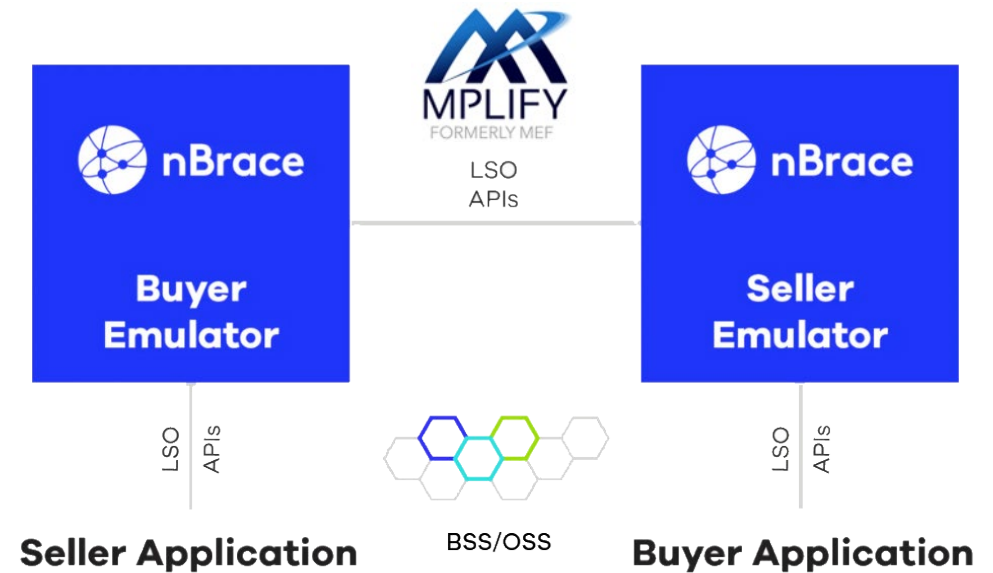 MPLIFY
FORMERLY MEF
nBrace
nBrace
LSO
APIs
Buyer
Emulator
Seller
Emulator
LSO
APIs
LSO
APIs
BSS/OSS
Seller Application
Buyer Application